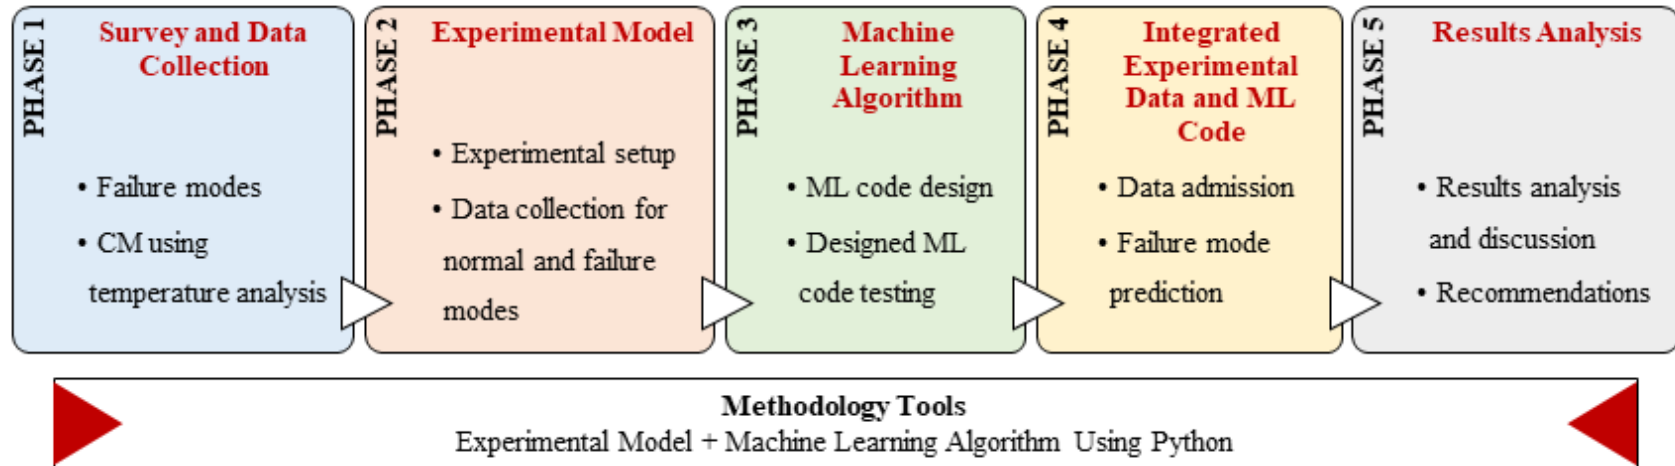 PHASE 1
Survey and Data
Collection
• Failure modes
• CM using
temperature analysis
PHASE 2
Experimental Model
• Experimental setup
• Data collection for
normal and failure
modes
PHASE 3
Machine
Learning
Algorithm
• ML code design
• Designed ML
code testing
PHASE 4
Integrated
Experimental
Data and ML
Code
• Data admission
• Failure mode
prediction
PHASE 5
Results Analysis
• Results analysis
and discussion
• Recommendations
Methodology Tools
Experimental Model + Machine Learning Algorithm Using Python